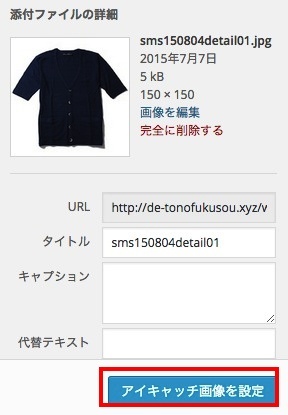 添付ファイルの詳細
sms150804detail01.jpg
2015年7月7日
5 kB
150 × 150
画像を編集
完全に削除する
URL
http://de-tonofukusou.xyz/v
タイトル
sms150804detail01
キャプション
代替テキスト
アイキャッチ画像を設定